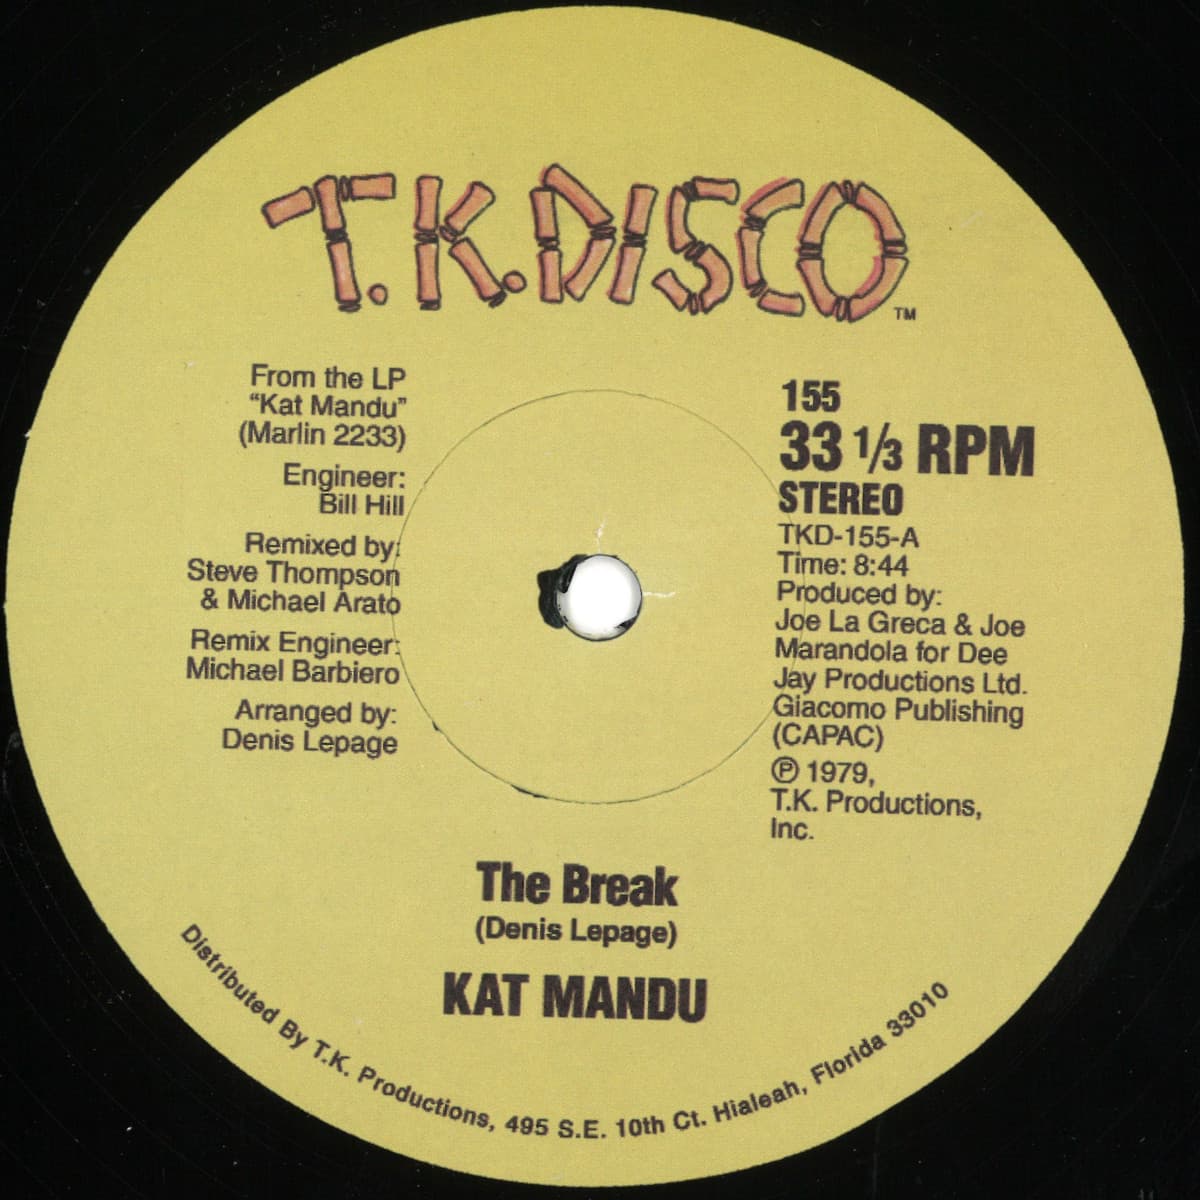 T.K. DISCO
TM
From the LP
“Kat Mandu”
(Marlin 2233)
Engineer:
Bill Hill
Remixed by:
Steve Thompson
& Michael Arato
Remix Engineer:
Michael Barbiero
Arranged by:
Denis Lepage
155
33 1/3 RPM
STEREO
TKD-155-A
Time: 8:44
Produced by:
Joe La Greca & Joe
Marandola for Dee
Jay Productions Ltd.
Giacomo Publishing
(CAPAC)
℗ 1979,
T.K. Productions,
Inc.
The Break
(Denis Lepage)
KAT MANDU
Distributed By T.K. Productions, 495 S.E. 10th Ct. Hialeah, Florida 33010